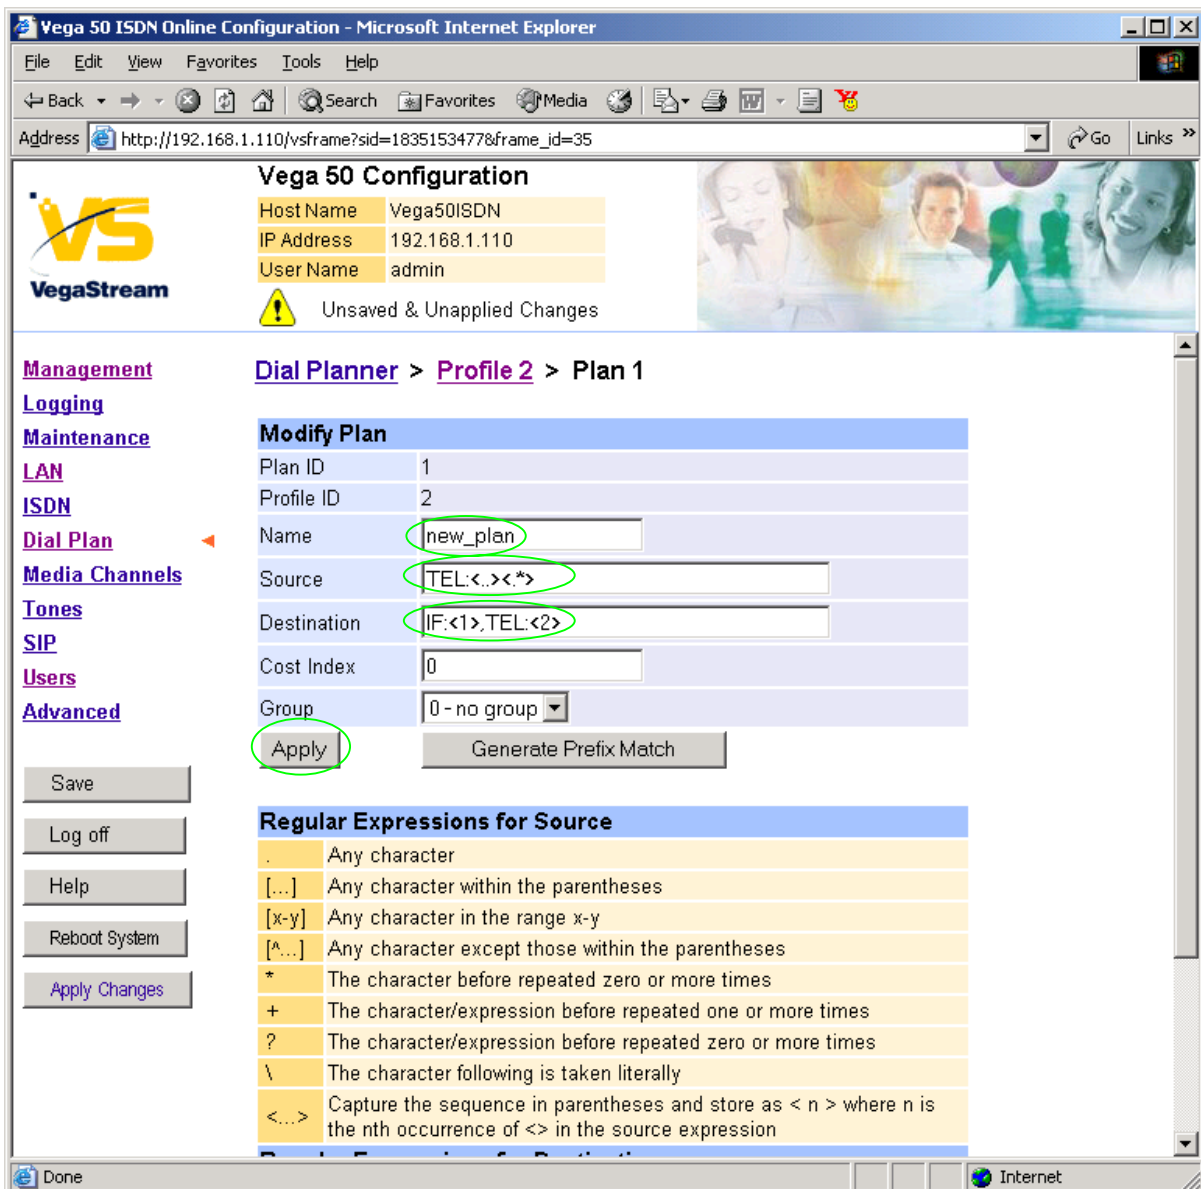 Vega 50 ISDN Online Configuration - Microsoft Internet Explorer
File Edit View Favorites Tools Help
Back Search Favorites Media
Address http://192.168.1.110/vsframe?sid=1835153477&frame_id=35 Go Links »
VS
VegaStream
Vega 50 Configuration
Host Name Vega50ISDN
IP Address 192.168.1.110
User Name admin
Unsaved & Unapplied Changes
Management
Logging
Maintenance
LAN
ISDN
Dial Plan
Media Channels
Tones
SIP
Users
Advanced
Save
Log off
Help
Reboot System
Apply Changes
Dial Planner > Profile 2 > Plan 1
Modify Plan
Plan ID 1
Profile ID 2
Name new_plan
Source TEL:<..><.*>
Destination IF:<1>,TEL:<2>
Cost Index 0
Group 0 - no group
Apply Generate Prefix Match
Regular Expressions for Source
. Any character
[...] Any character within the parentheses
[x-y] Any character in the range x-y
[^...] Any character except those within the parentheses
* The character before repeated zero or more times
+ The character/expression before repeated one or more times
? The character/expression before repeated zero or more times
\ The character following is taken literally
<...> Capture the sequence in parentheses and store as < n > where n is
the nth occurrence of <> in the source expression
Done Internet